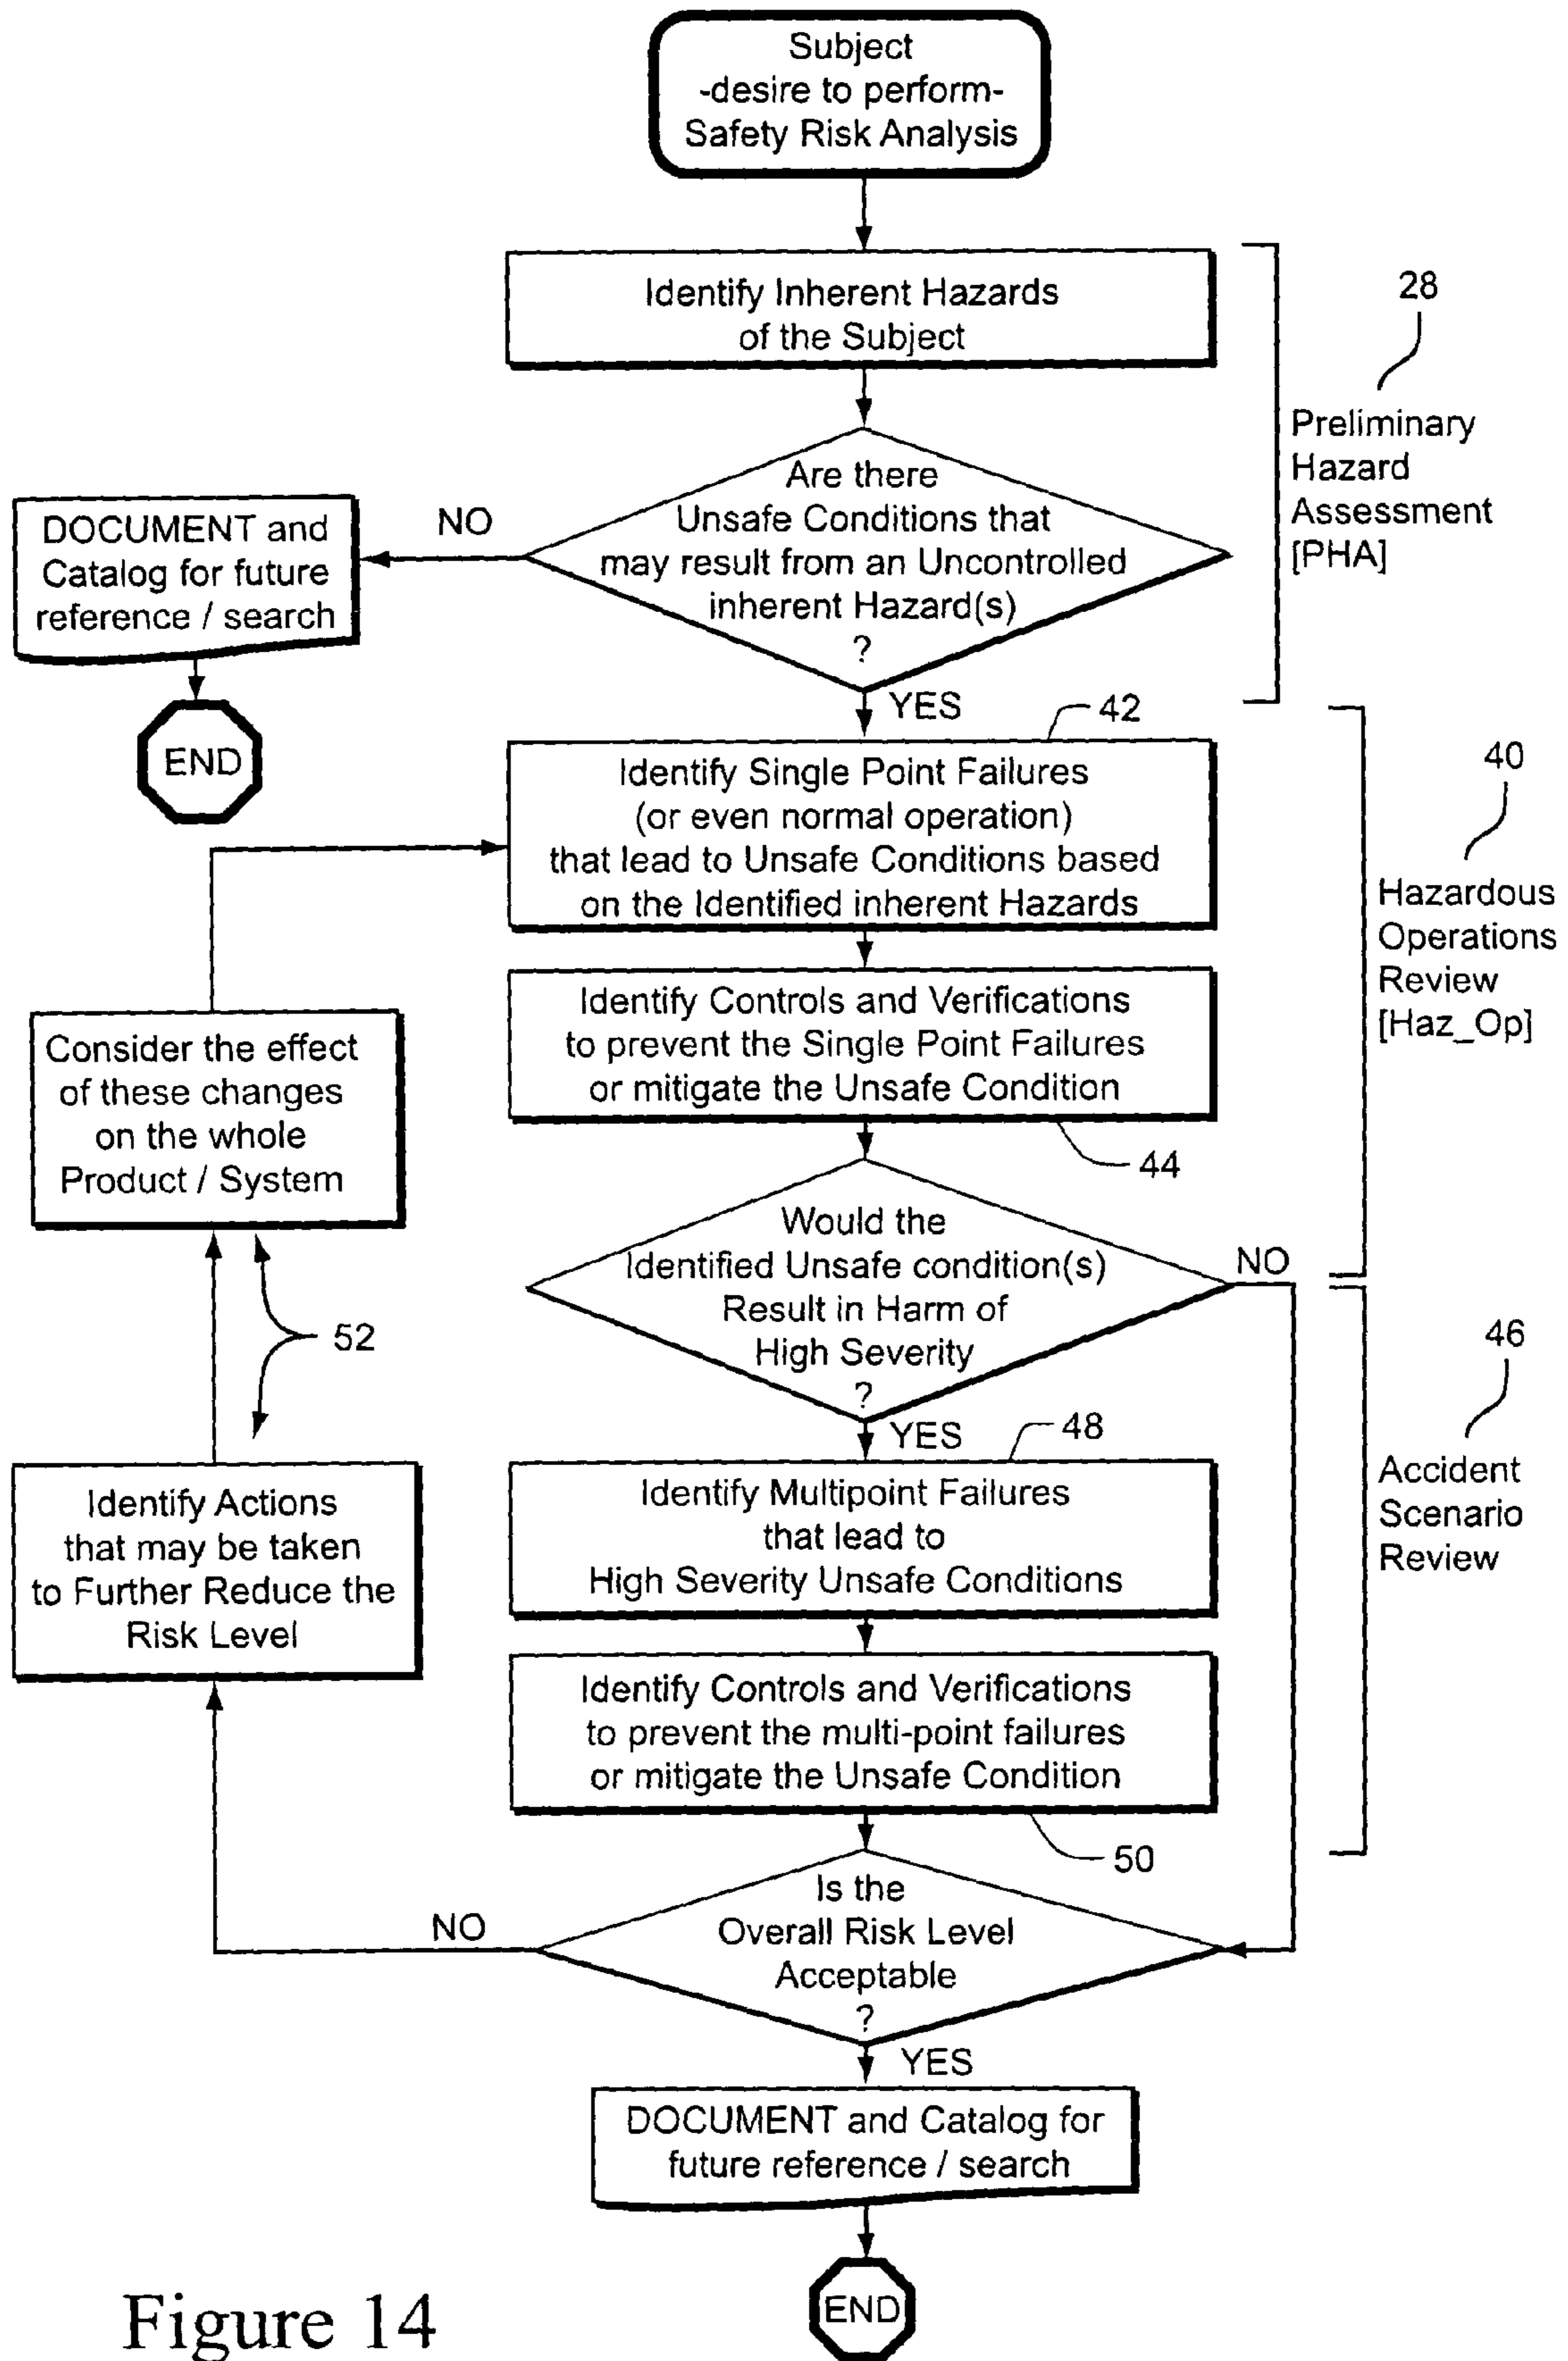 Subject
-desire to perform-
Safety Risk Analysis
Identify Inherent Hazards
of the Subject
28
Preliminary
Hazard
Assessment
[PHA]
Are there
Unsafe Conditions that
may result from an Uncontrolled
inherent Hazard(s)
?
NO
DOCUMENT and
Catalog for future
reference / search
END
YES
42
Identify Single Point Failures
(or even normal operation)
that lead to Unsafe Conditions based
on the Identified inherent Hazards
40
Hazardous
Operations
Review
[Haz_Op]
Identify Controls and Verifications
to prevent the Single Point Failures
or mitigate the Unsafe Condition
44
Consider the effect
of these changes
on the whole
Product / System
Would the
Identified Unsafe condition(s)
Result in Harm of
High Severity
?
NO
52
YES
48
46
Accident
Scenario
Review
Identify Multipoint Failures
that lead to
High Severity Unsafe Conditions
Identify Actions
that may be taken
to Further Reduce the
Risk Level
Identify Controls and Verifications
to prevent the multi-point failures
or mitigate the Unsafe Condition
50
Is the
Overall Risk Level
Acceptable
?
NO
YES
DOCUMENT and Catalog for
future reference / search
END
Figure 14